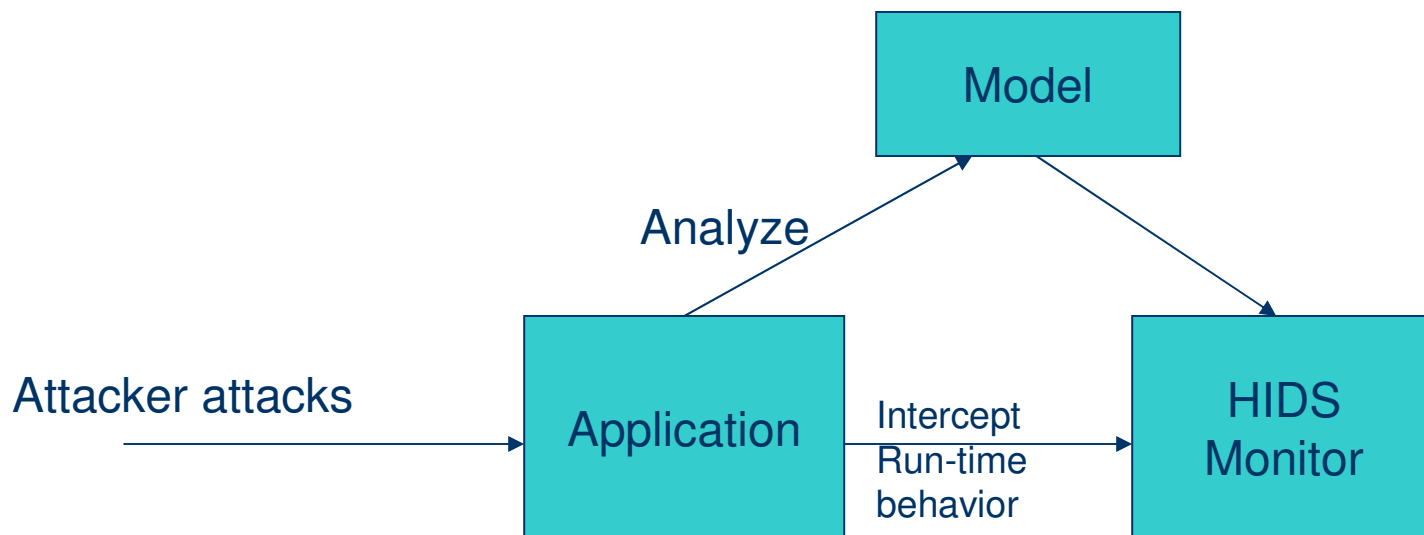 Model
Analyze
Attacker attacks
Application
Intercept
Run-time
behavior
HIDS
Monitor